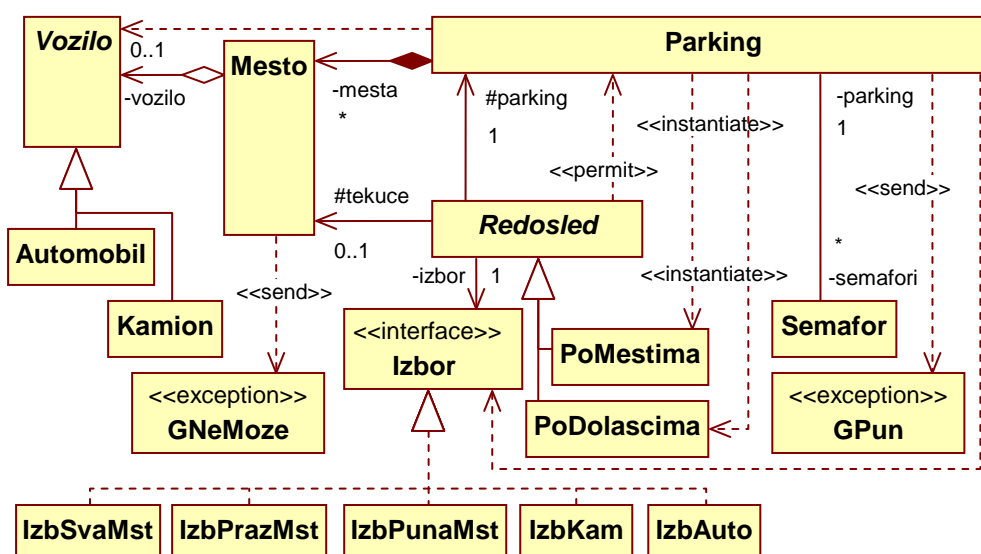 Vozilo
Parking
0..1
Mesto
-vozilo
-mesta
*
#parking
1
-parking
1
<<instantiate>>
<<permit>>
<<send>>
#tekuce
0..1
Redosled
Automobil
<<send>>
-izbor
1
<<instantiate>>
*
-semafori
Kamion
<<interface>>
Izbor
PoMestima
Semafor
<<exception>>
GNeMoze
PoDolascima
<<exception>>
GPun
IzbSvaMst
IzbPrazMst
IzbPunaMst
IzbKam
IzbAuto